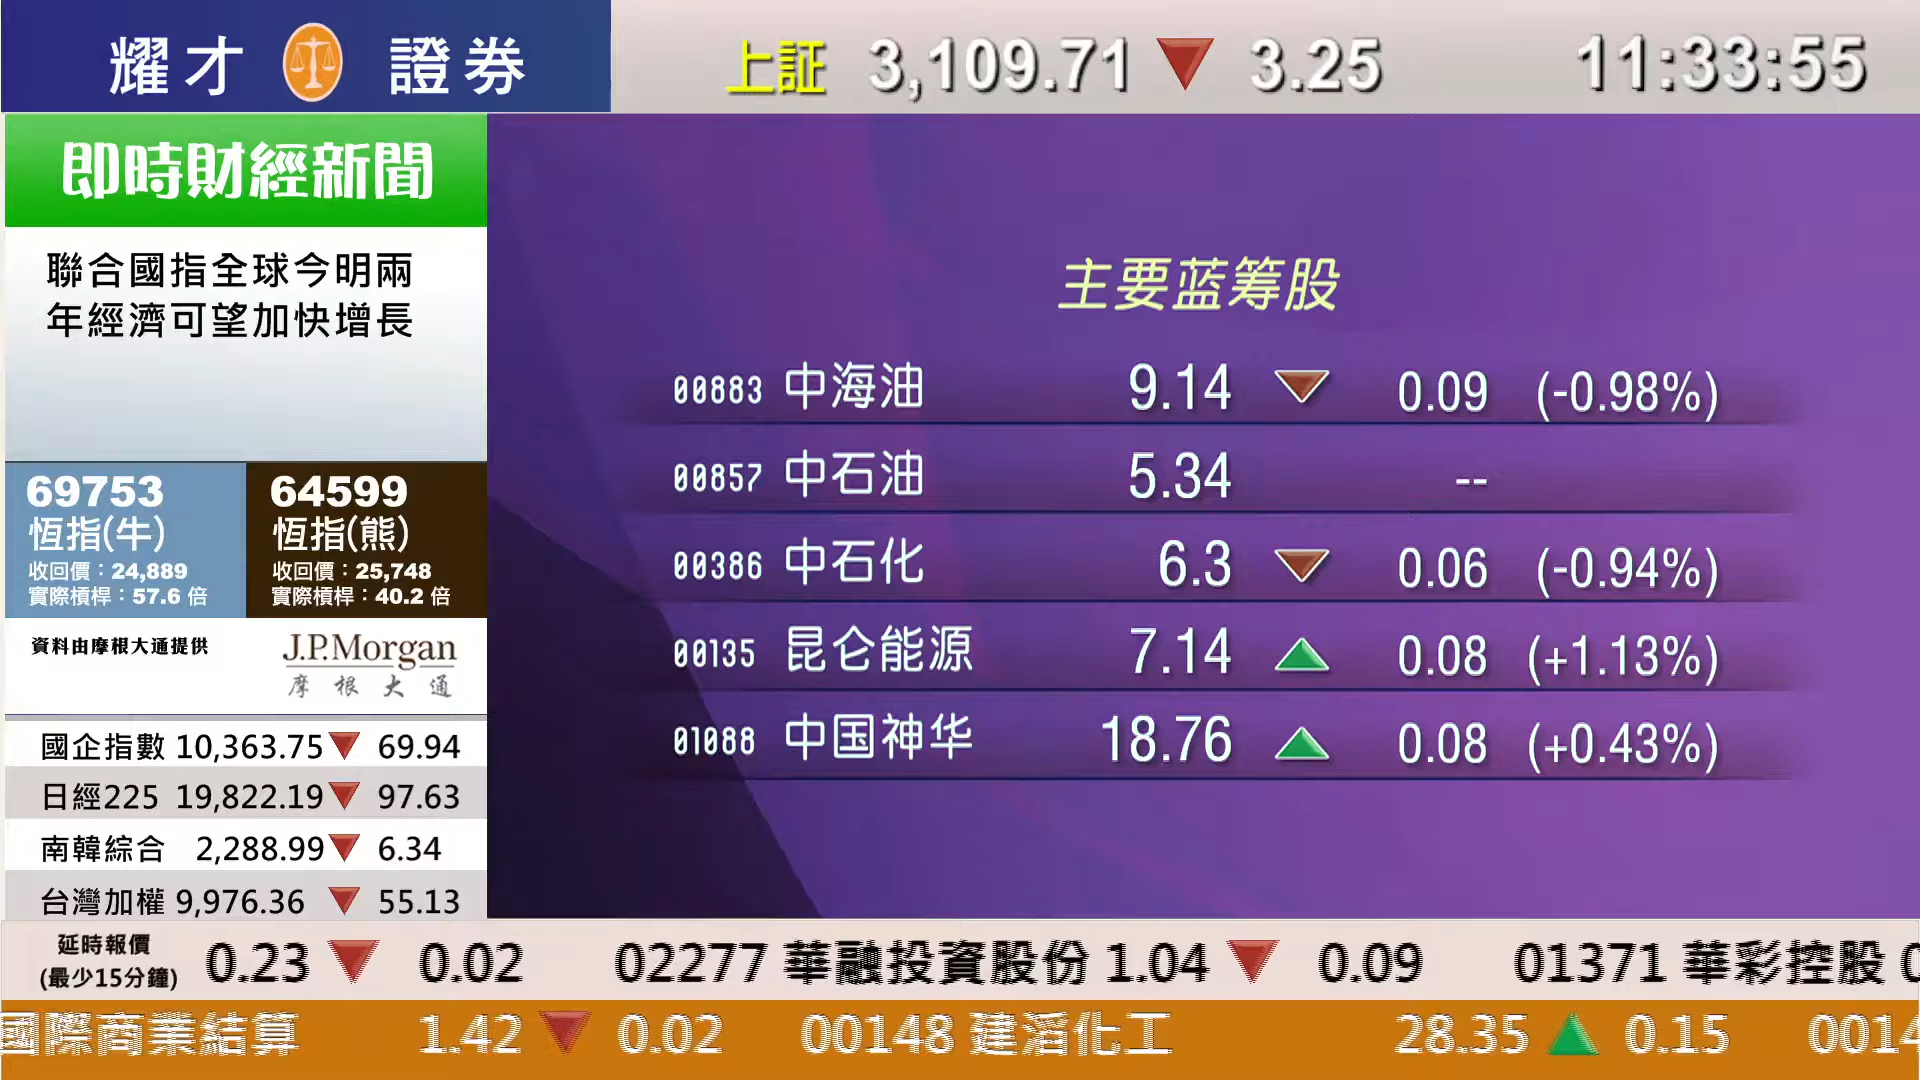 耀才 證券
上証 3,109.71 ▼ 3.25
11:33:55
即時財經新聞
聯合國指全球今明兩
年經濟可望加快增長
69753
恆指(牛)
收回價：24,889
實際槓桿：57.6 倍
64599
恆指(熊)
收回價：25,748
實際槓桿：40.2 倍
資料由摩根大通提供
J.P.Morgan
摩根大通
國企指數 10,363.75 ▼ 69.94
日經225 19,822.19 ▼ 97.63
南韓綜合 2,288.99 ▼ 6.34
台灣加權 9,976.36 ▼ 55.13
主要蓝筹股
00883 中海油 9.14 ▼ 0.09 (-0.98%)
00857 中石油 5.34 --
00386 中石化 6.3 ▼ 0.06 (-0.94%)
00135 昆仑能源 7.14 ▲ 0.08 (+1.13%)
01088 中国神华 18.76 ▲ 0.08 (+0.43%)
延時報價
(最少15分鐘)
0.23 ▼ 0.02 02277 華融投資股份 1.04 ▼ 0.09 01371 華彩控股 0
國際商業結算 1.42 ▼ 0.02 00148 建滔化工 28.35 ▲ 0.15 0014